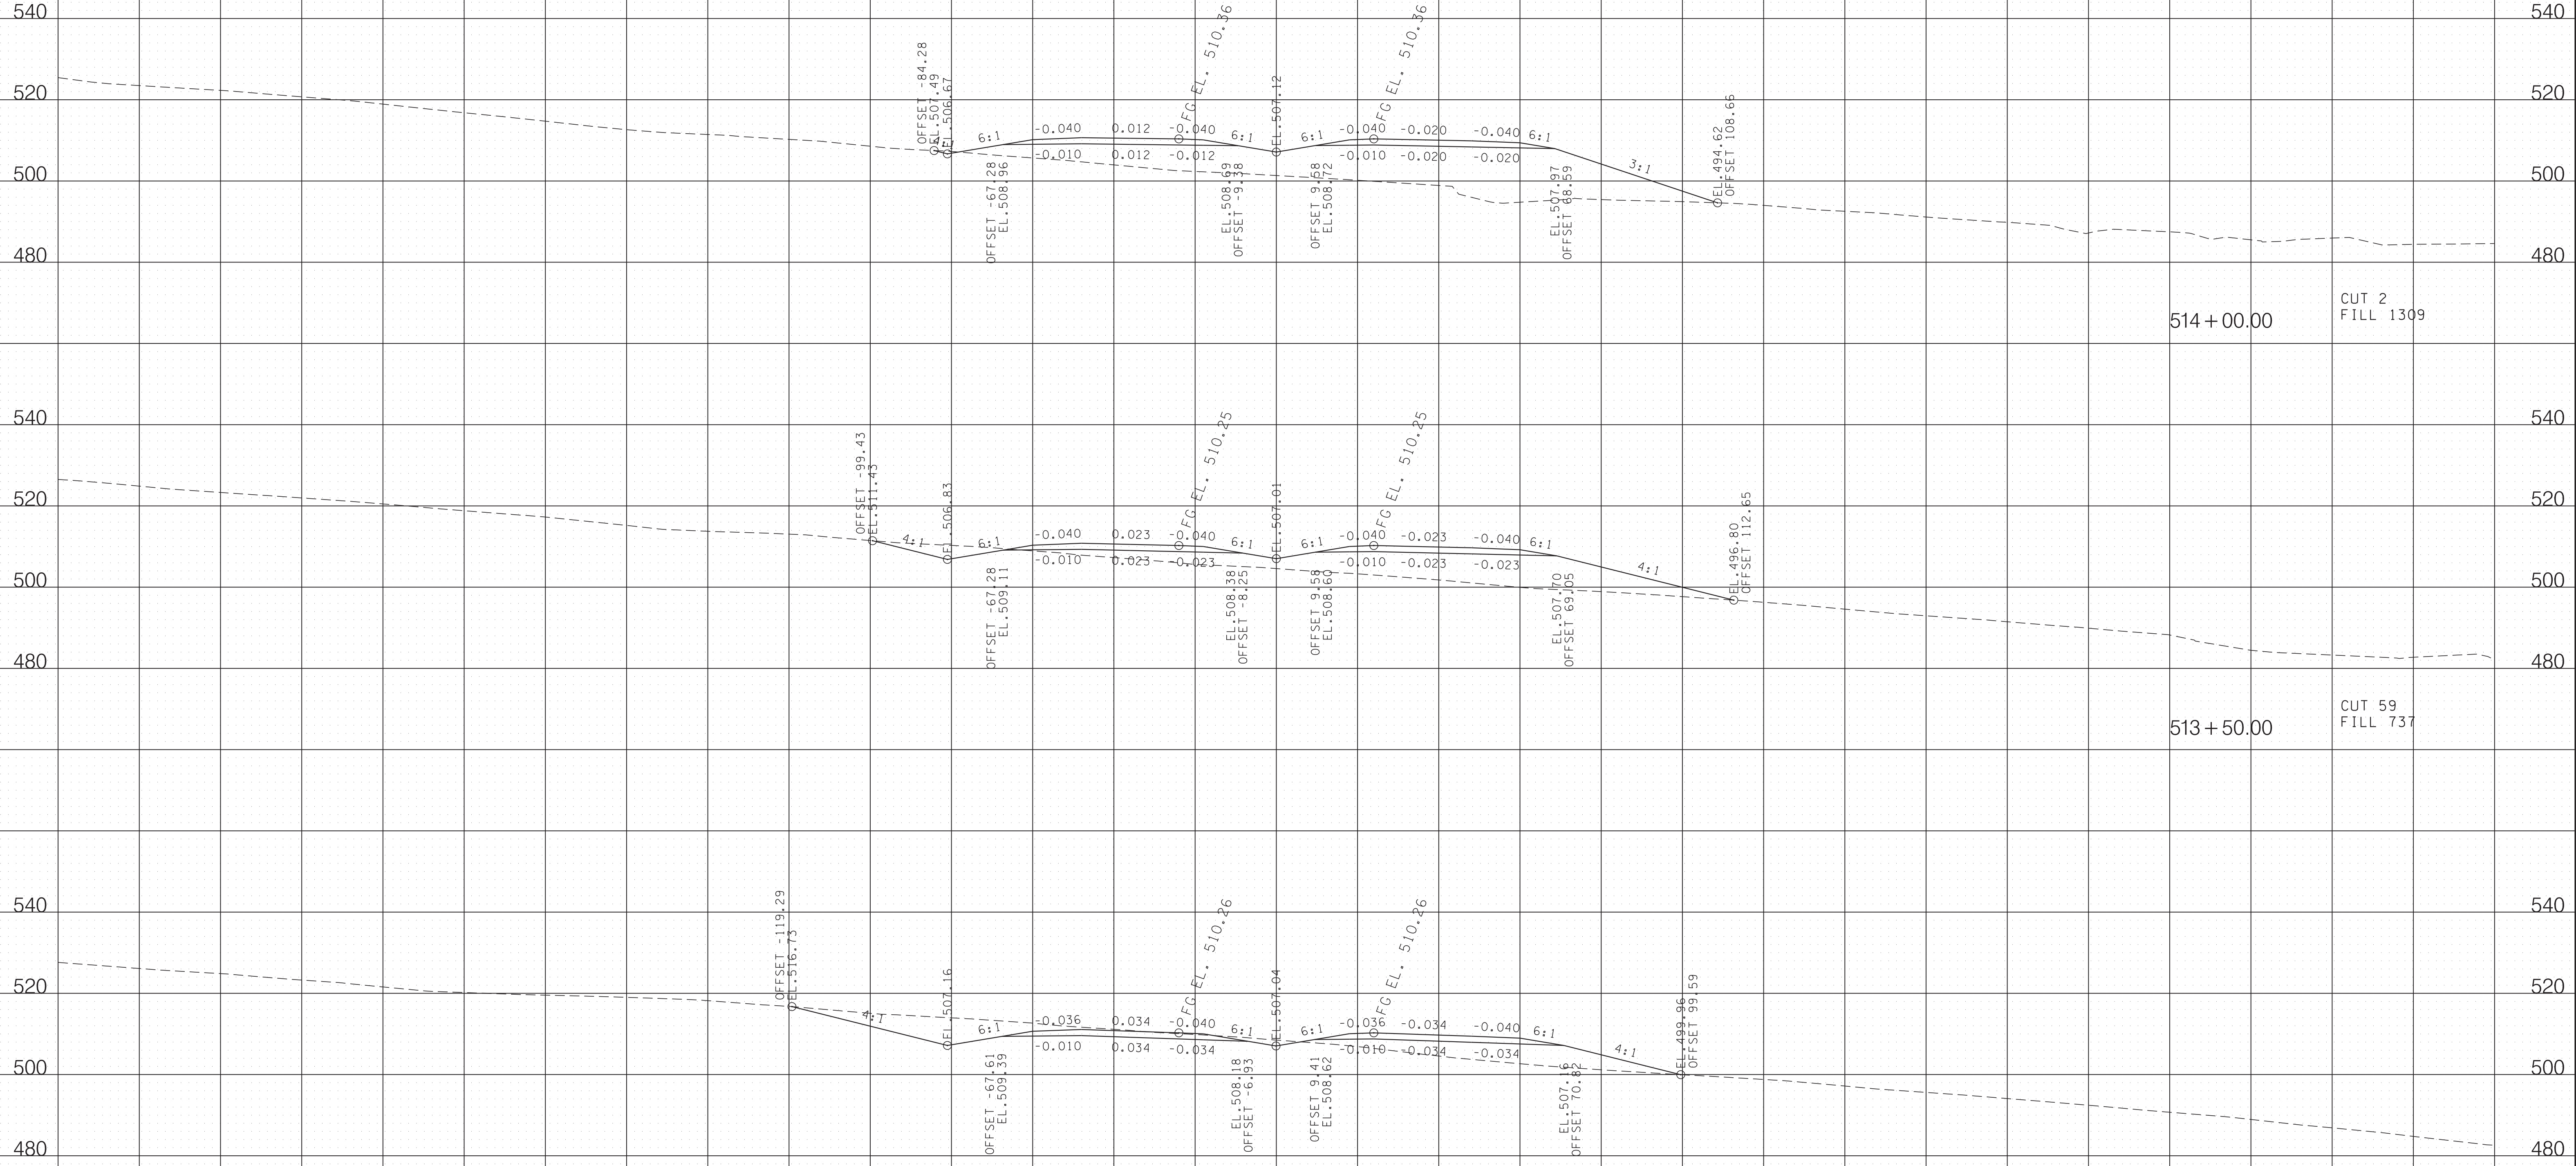 540
540
520
520
500
500
480
480
OFFSET -84.28
EL.507.49
EL.506.67
4:1
6:1
-0.040
0.012
-0.040
FG EL. 510.36
6:1
EL.507.12
6:1
-0.040
FG EL. 510.36
-0.020
-0.040
6:1
3:1
EL.494.62
OFFSET 108.66
-0.010
0.012
-0.012
-0.010
-0.020
-0.020
OFFSET -67.28
EL.508.96
EL.508.69
OFFSET -9.38
OFFSET 9.58
EL.508.72
EL.507.97
OFFSET 68.59
CUT 2
FILL 1309
514+00.00
540
540
520
520
500
500
480
480
OFFSET -99.43
EL.511.43
4:1
EL.506.83
6:1
-0.040
0.023
-0.040
FG EL. 510.25
6:1
EL.507.01
6:1
-0.040
FG EL. 510.25
-0.023
-0.040
6:1
4:1
EL.496.80
OFFSET 112.65
-0.010
0.023
-0.023
-0.010
-0.023
-0.023
OFFSET -67.28
EL.509.11
EL.508.38
OFFSET -8.25
OFFSET 9.58
EL.508.60
EL.507.70
OFFSET 69.05
CUT 59
FILL 737
513+50.00
540
540
520
520
500
500
480
480
OFFSET -119.29
EL.516.73
4:1
EL.507.16
6:1
-0.036
0.034
-0.040
FG EL. 510.26
6:1
EL.507.04
6:1
-0.036
FG EL. 510.26
-0.034
-0.040
6:1
4:1
EL.499.96
OFFSET 99.59
-0.010
0.034
-0.034
-0.010
-0.034
-0.034
OFFSET -67.61
EL.509.39
EL.508.18
OFFSET -6.93
OFFSET 9.41
EL.508.62
EL.507.16
OFFSET 70.82